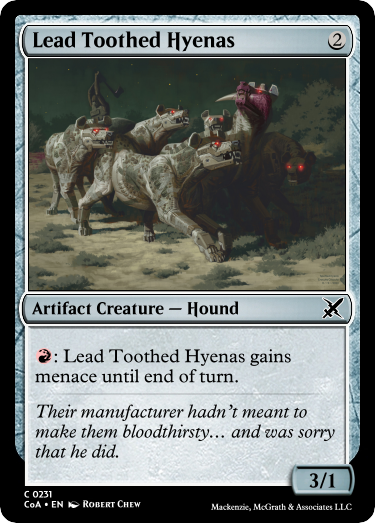 Lead Toothed Hyenas 2
Artifact Creature — Hound
: Lead Toothed Hyenas gains
menace until end of turn.
Their manufacturer hadn't meant to
make them bloodthirsty… and was sorry
that he did.
3/1
C 0231
CoA • EN Robert Chew
Mackenzie, McGrath & Associates LLC